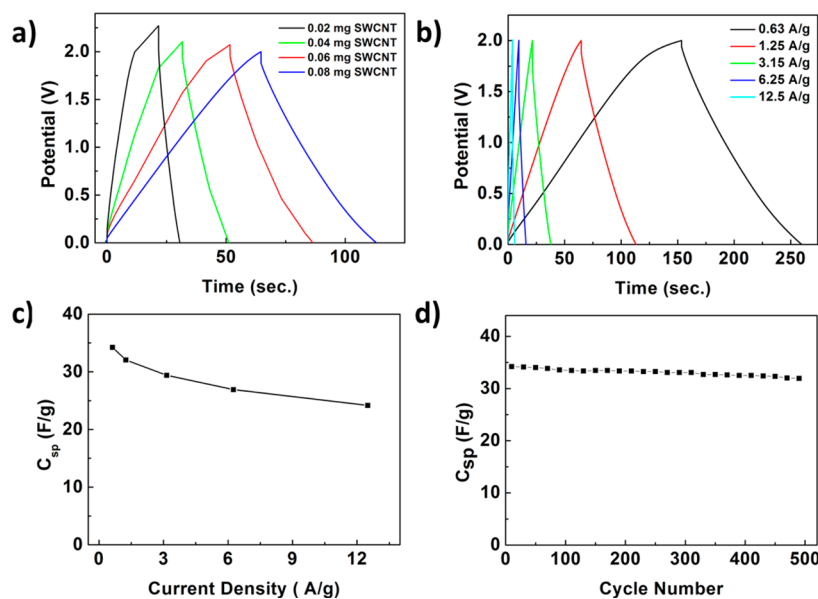 a)
0.02 mg SWCNT
0.04 mg SWCNT
0.06 mg SWCNT
0.08 mg SWCNT
2.0
1.5
1.0
0.5
0.0
Potential (V)
0 50 100
Time (sec.)
b)
0.63 A/g
1.25 A/g
3.15 A/g
6.25 A/g
12.5 A/g
2.0
1.5
1.0
0.5
0.0
Potential (V)
0 50 100 150 200 250
Time (sec.)
c)
40
30
20
10
0
Csp (F/g)
0 3 6 9 12
Current Density ( A/g)
d)
40
30
20
10
0
Csp (F/g)
0 100 200 300 400 500
Cycle Number